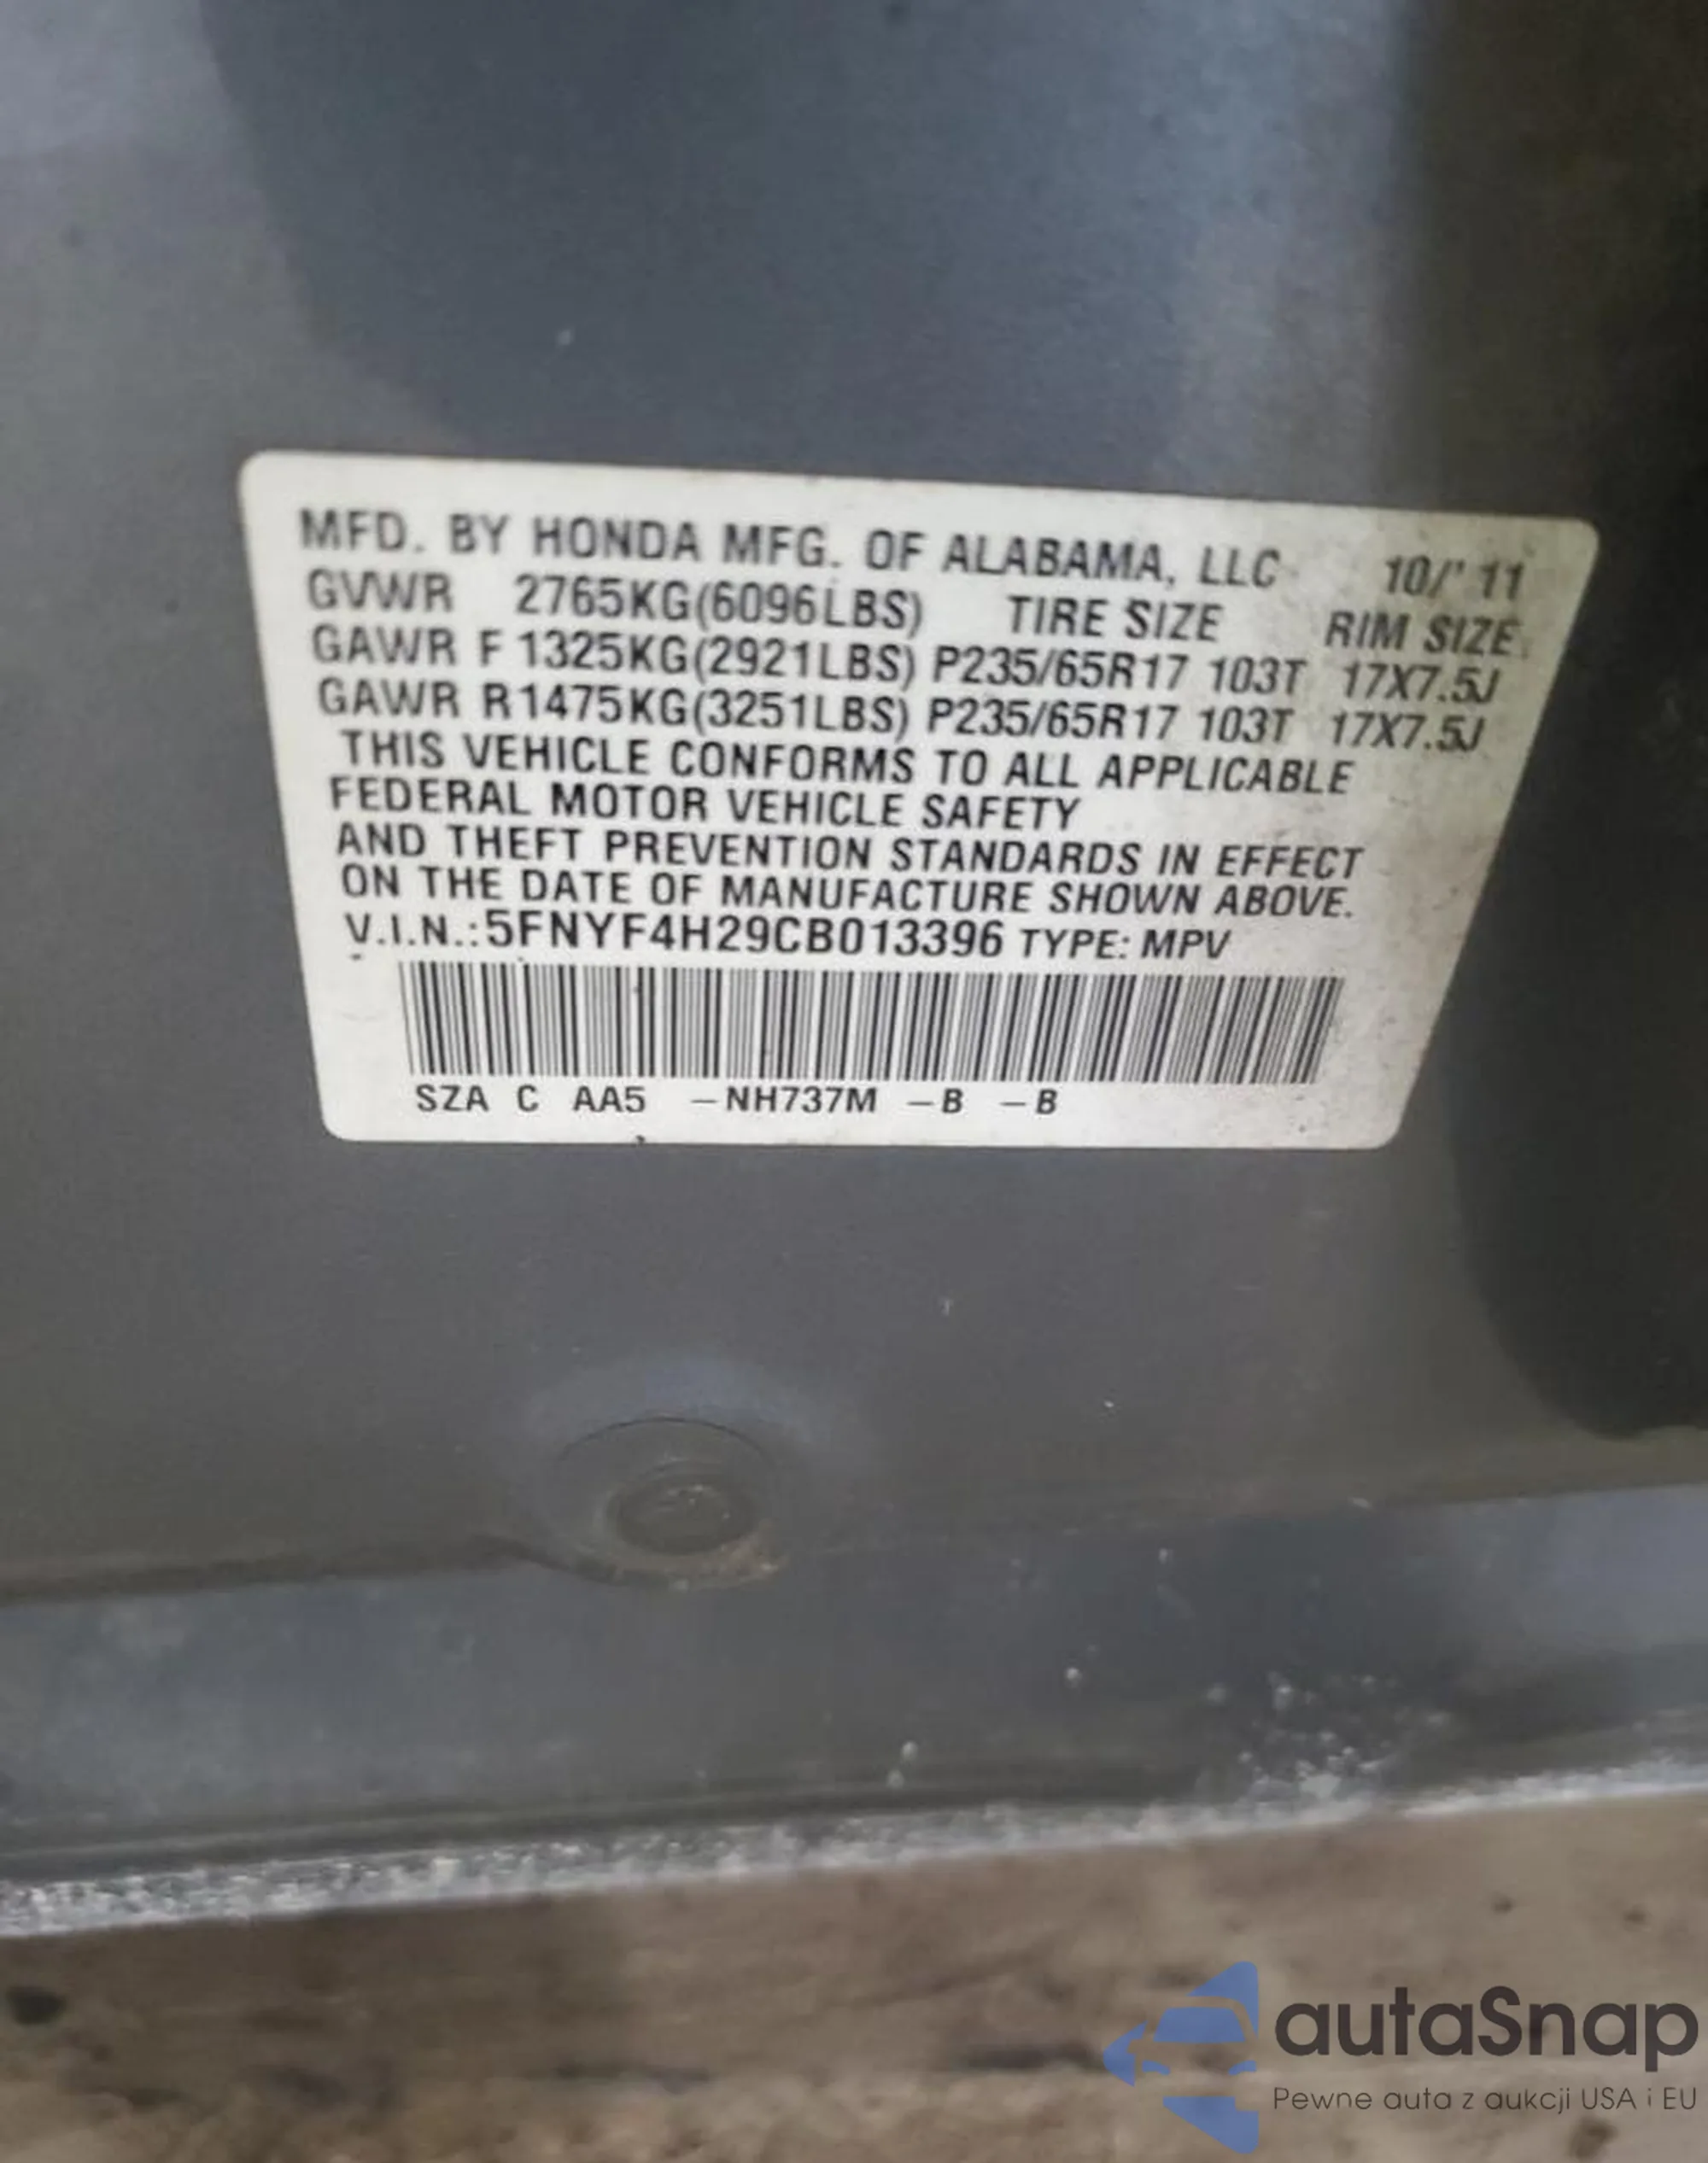 MFD. BY HONDA MFG. OF ALABAMA, LLC 10/'11
GVWR 2765KG(6096LBS) TIRE SIZE RIM SIZE
GAWR F 1325KG(2921LBS) P235/65R17 103T 17X7.5J
GAWR R1475KG(3251LBS) P235/65R17 103T 17X7.5J
THIS VEHICLE CONFORMS TO ALL APPLICABLE
FEDERAL MOTOR VEHICLE SAFETY
AND THEFT PREVENTION STANDARDS IN EFFECT
ON THE DATE OF MANUFACTURE SHOWN ABOVE.
V.I.N.:5FNYF4H29CB013396 TYPE: MPV
SZA C AA5 –NH737M –B –B
autaSnap
Pewne auta z aukcji USA i EU